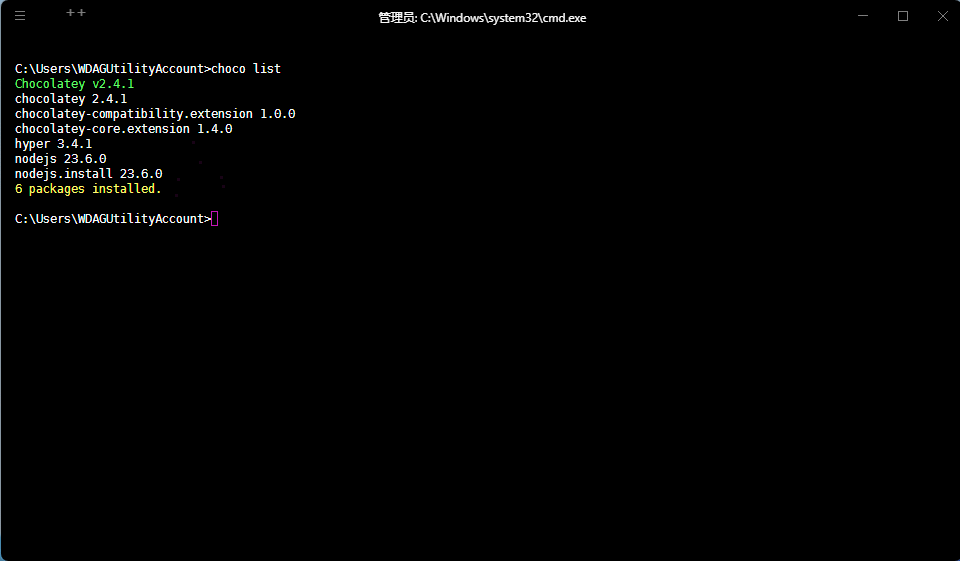 管理员: C:\Windows\system32\cmd.exe
C:\Users\WDAGUtilityAccount>choco list
Chocolatey v2.4.1
chocolatey 2.4.1
chocolatey-compatibility.extension 1.0.0
chocolatey-core.extension 1.4.0
hyper 3.4.1
nodejs 23.6.0
nodejs.install 23.6.0
6 packages installed.
C:\Users\WDAGUtilityAccount>